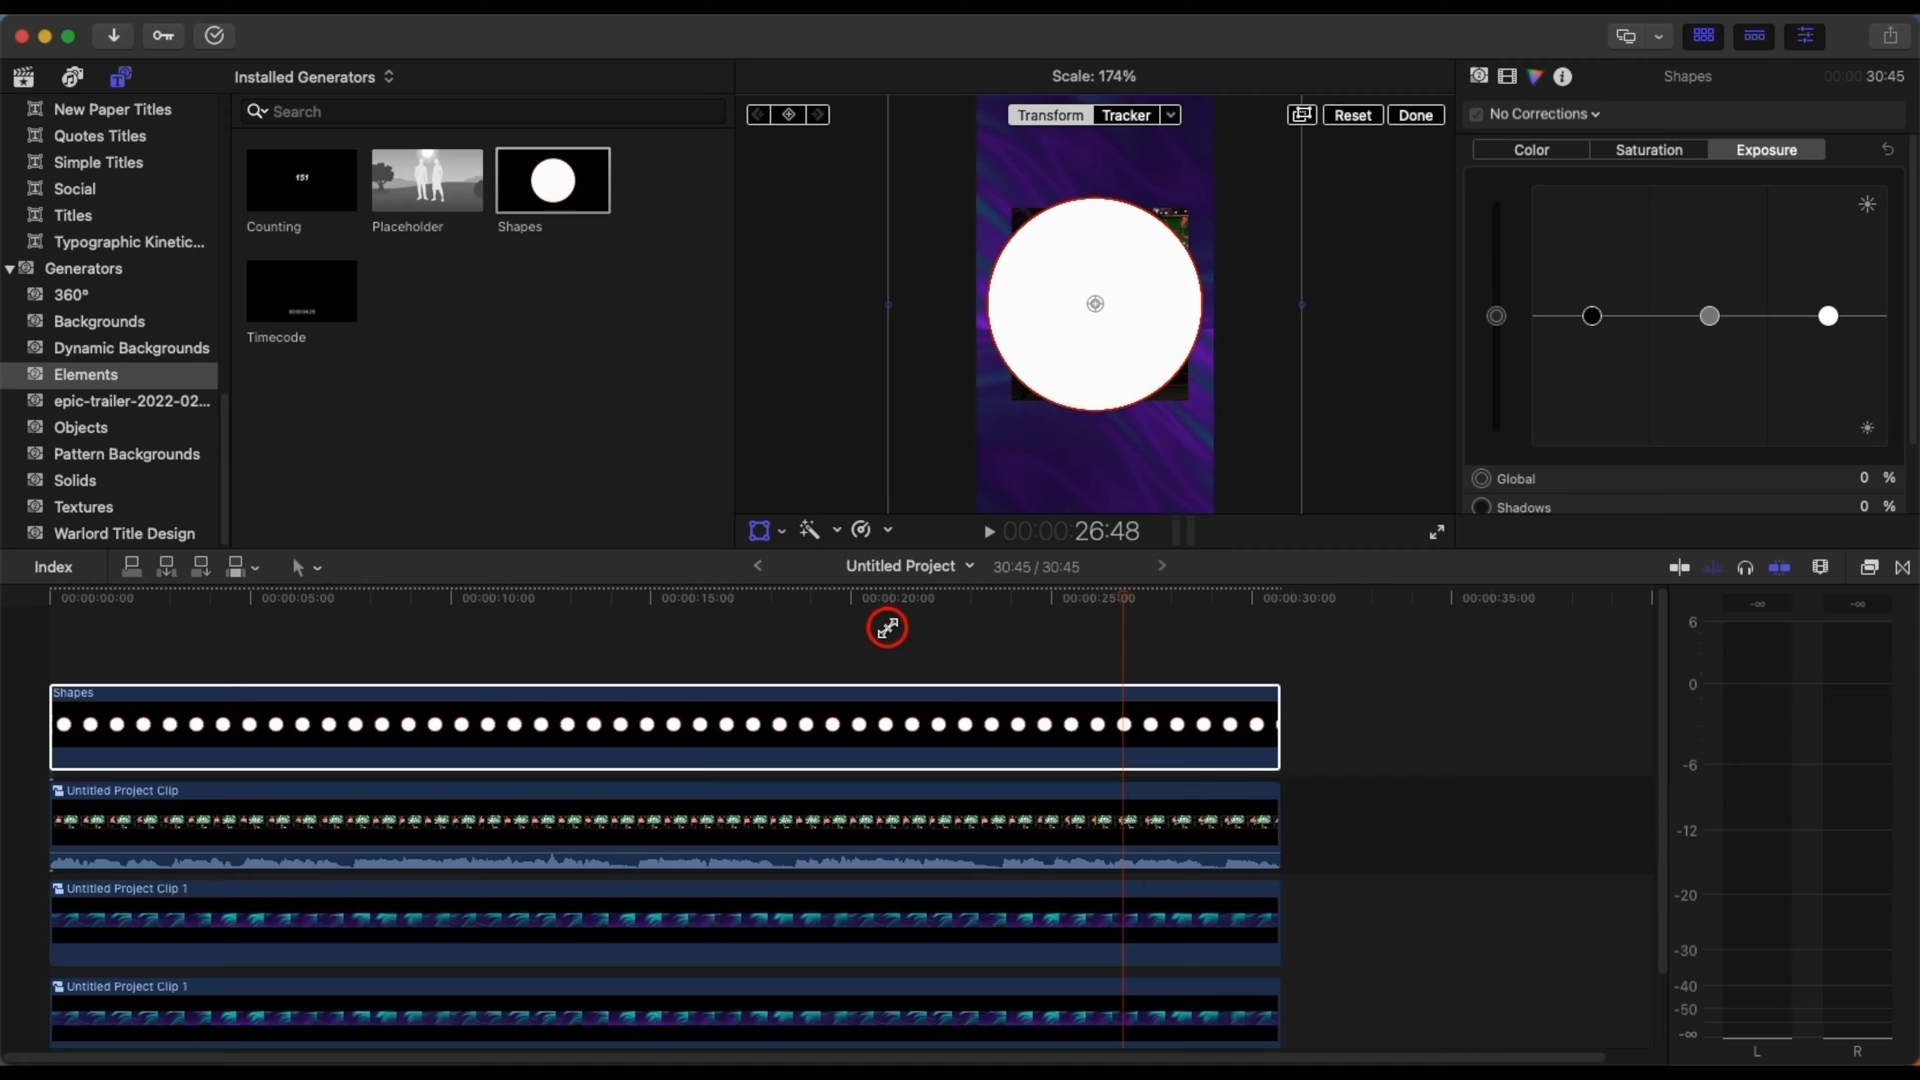 Installed Generators
Scale: 174%
Shapes
00:00:30:45
New Paper Titles
Quotes Titles
Simple Titles
Social
Titles
Typographic Kinetic...
Generators
360°
Backgrounds
Dynamic Backgrounds
Elements
epic-trailer-2022-02...
Objects
Pattern Backgrounds
Solids
Textures
Warlord Title Design
Search
151
Counting
Placeholder
Shapes
Timecode
Transform
Tracker
Reset
Done
No Corrections
Color
Saturation
Exposure
Global
0 %
Shadows
0 %
00:00:26:48
Index
Untitled Project
30:45 / 30:45
00:00:00:00
00:00:05:00
00:00:10:00
00:00:15:00
00:00:20:00
00:00:25:00
00:00:30:00
00:00:35:00
Shapes
Untitled Project Clip
Untitled Project Clip 1
Untitled Project Clip 1
-∞
-∞
6
0
-6
-12
-20
-30
-40
-50
-∞
L
R